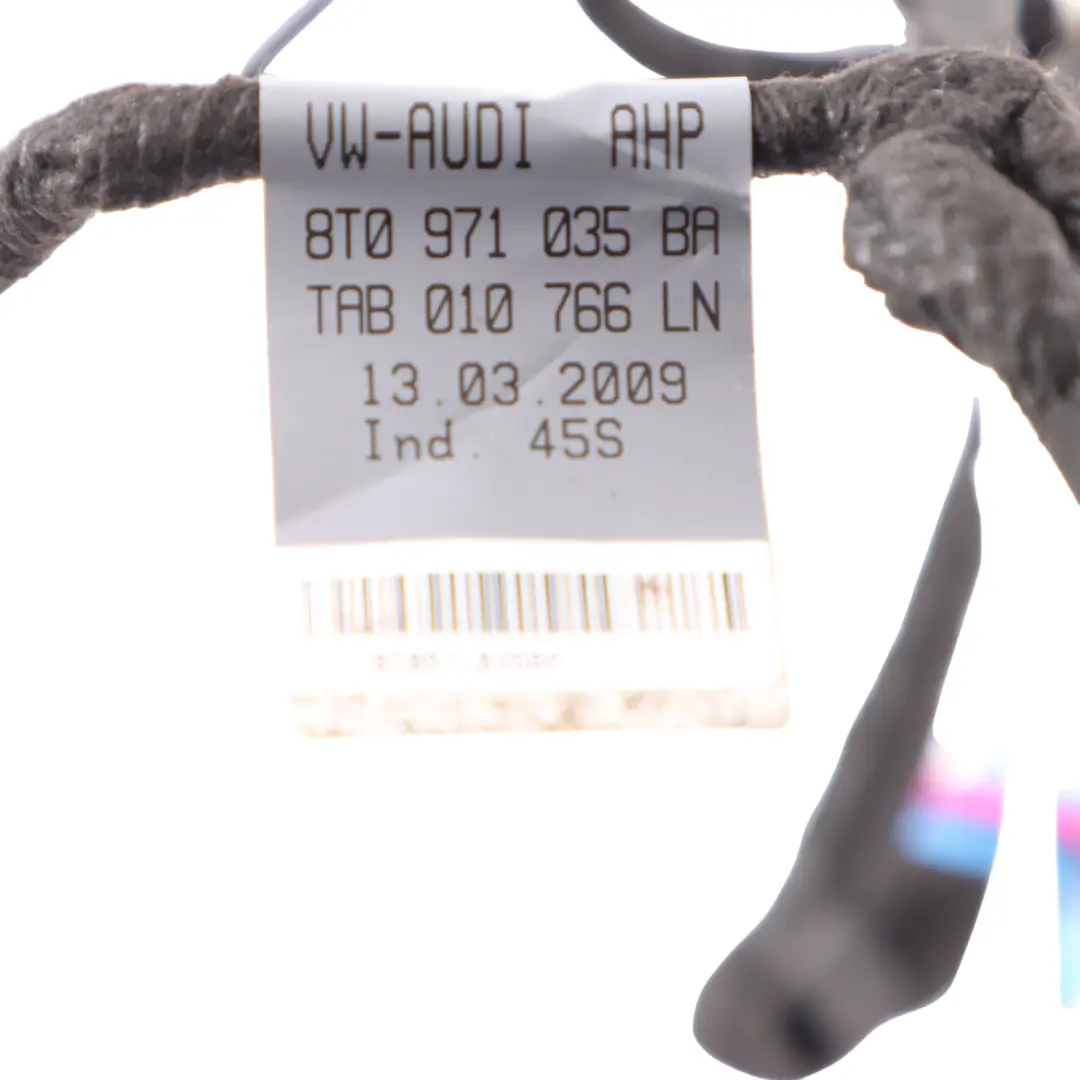 VW-AUDI AHP
8T0 971 035 BA
TAB 010 766 LN
13.03.2009
Ind. 45S